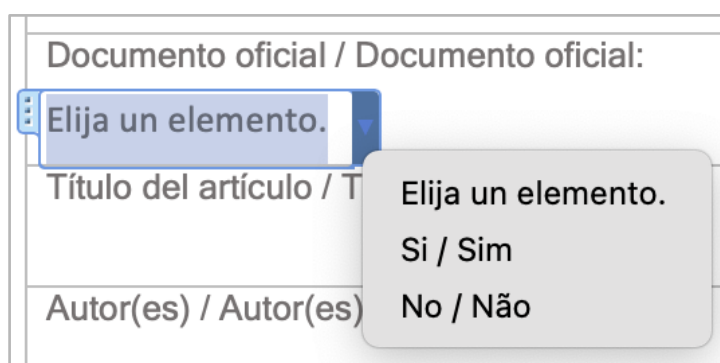 Documento oficial / Documento oficial:
Elija un elemento.
Título del artículo / T
Elija un elemento.
Si / Sim
No / Não
Autor(es) / Autor(es)